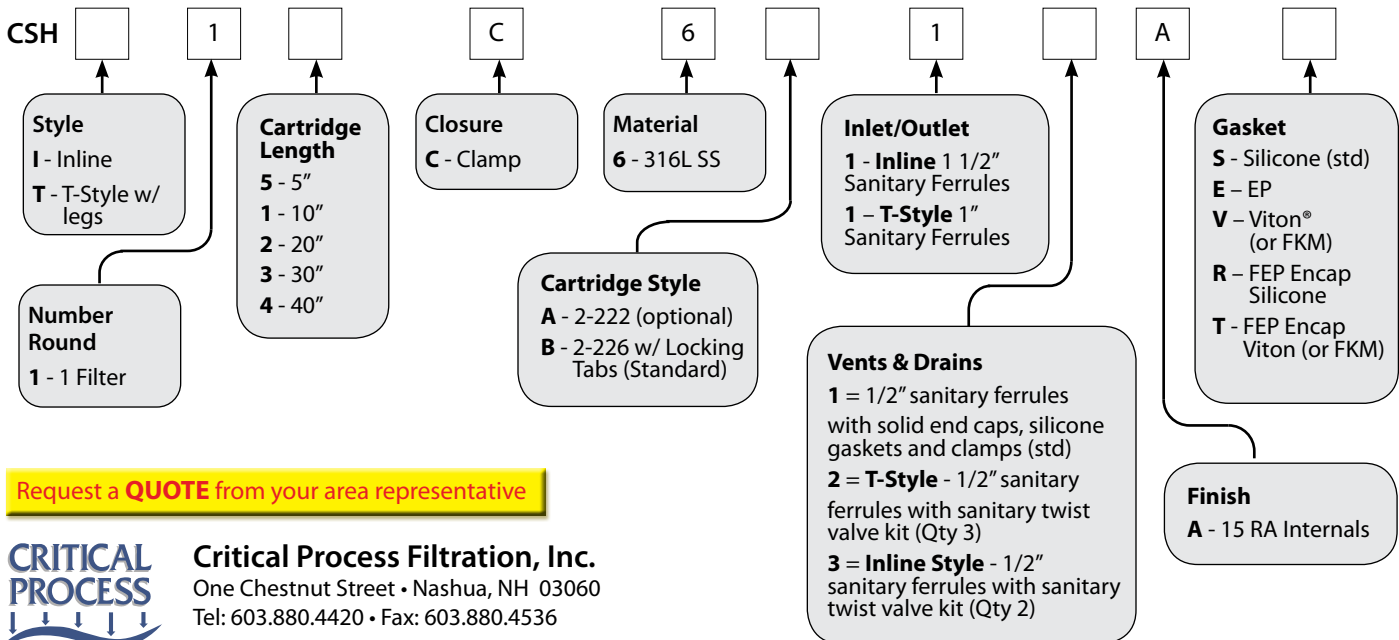 CSH 1 C 6 1 A
Style
I - Inline
T - T-Style w/
legs
Number
Round
1 - 1 Filter
Cartridge
Length
5 - 5”
1 - 10”
2 - 20”
3 - 30”
4 - 40”
Closure
C - Clamp
Material
6 - 316L SS
Cartridge Style
A - 2-222 (optional)
B - 2-226 w/ Locking
Tabs (Standard)
Inlet/Outlet
1 - Inline 1 1/2”
Sanitary Ferrules
1 – T-Style 1”
Sanitary Ferrules
Vents & Drains
1 = 1/2” sanitary ferrules
with solid end caps, silicone
gaskets and clamps (std)
2 = T-Style - 1/2” sanitary
ferrules with sanitary twist
valve kit (Qty 3)
3 = Inline Style - 1/2”
sanitary ferrules with sanitary
twist valve kit (Qty 2)
Gasket
S - Silicone (std)
E – EP
V – Viton®
(or FKM)
R – FEP Encap
Silicone
T - FEP Encap
Viton (or FKM)
Finish
A - 15 RA Internals
Request a QUOTE from your area representative
CRITICAL
PROCESS
Critical Process Filtration, Inc.
One Chestnut Street • Nashua, NH 03060
Tel: 603.880.4420 • Fax: 603.880.4536